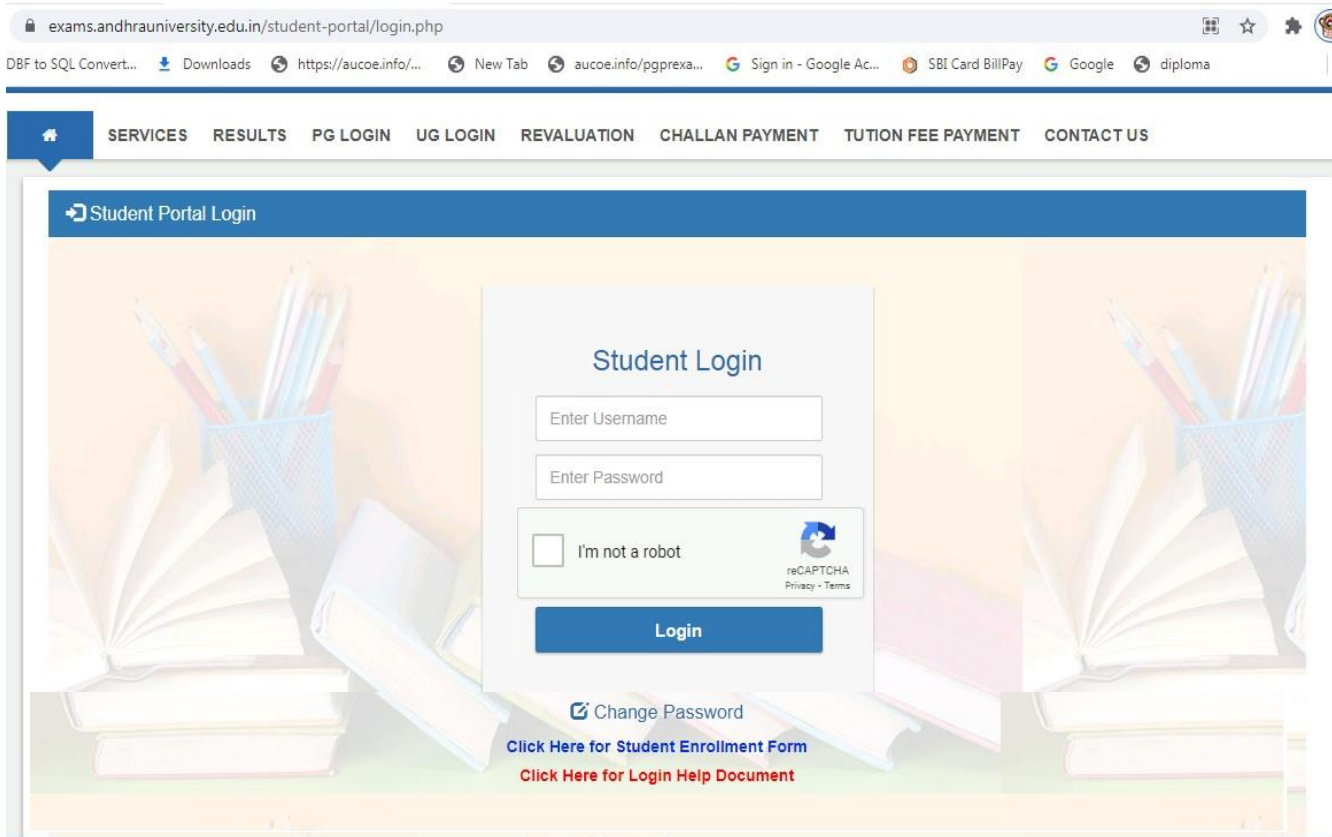 exams.andhrauniversity.edu.in/student-portal/login.php
DBF to SQL Convert... Downloads https://aucoe.info/... New Tab aucoe.info/pgprexa... Sign in - Google Ac... SBI Card BillPay Google diploma
SERVICES RESULTS PG LOGIN UG LOGIN REVALUATION CHALLAN PAYMENT TUTION FEE PAYMENT CONTACT US
Student Portal Login
Student Login
Enter Username
Enter Password
I'm not a robot
reCAPTCHA
Privacy - Terms
Login
Change Password
Click Here for Student Enrollment Form
Click Here for Login Help Document